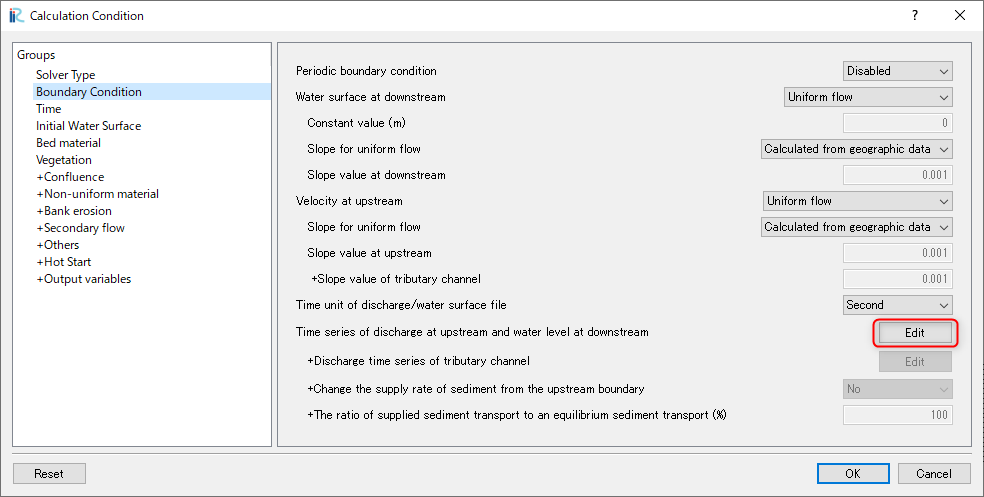 Calculation Condition
?
Groups
Solver Type
Boundary Condition
Time
Initial Water Surface
Bed material
Vegetation
+Confluence
+Non-uniform material
+Bank erosion
+Secondary flow
+Others
+Hot Start
+Output variables
Periodic boundary condition Disabled
Water surface at downstream Uniform flow
Constant value (m) 0
Slope for uniform flow Calculated from geographic data
Slope value at downstream 0.001
Velocity at upstream Uniform flow
Slope for uniform flow Calculated from geographic data
Slope value at upstream 0.001
+Slope value of tributary channel 0.001
Time unit of discharge/water surface file Second
Time series of discharge at upstream and water level at downstream Edit
+Discharge time series of tributary channel Edit
+Change the supply rate of sediment from the upstream boundary No
+The ratio of supplied sediment transport to an equilibrium sediment transport (%) 100
Reset OK Cancel